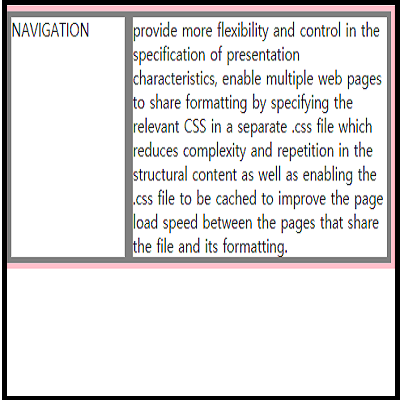 NAVIGATION
provide more flexibility and control in the
specification of presentation
characteristics, enable multiple web pages
to share formatting by specifying the
relevant CSS in a separate .css file which
reduces complexity and repetition in the
structural content as well as enabling the
.css file to be cached to improve the page
load speed between the pages that share
the file and its formatting.